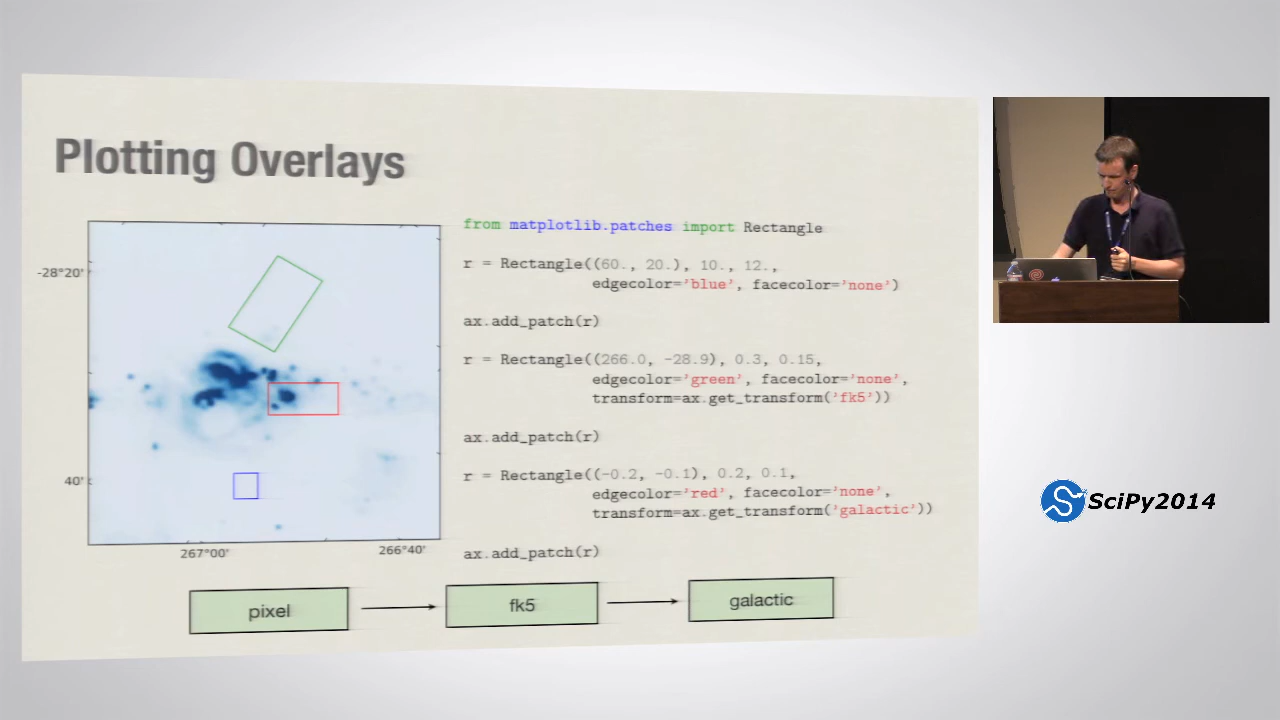 Plotting Overlays
-28°20'
40'
267°00'
266°40'
from matplotlib.patches import Rectangle
r = Rectangle((60., 20.), 10., 12.,
edgecolor='blue', facecolor='none')
ax.add_patch(r)
r = Rectangle((266.0, -28.9), 0.3, 0.15,
edgecolor='green', facecolor='none',
transform=ax.get_transform('fk5'))
ax.add_patch(r)
r = Rectangle((-0.2, -0.1), 0.2, 0.1,
edgecolor='red', facecolor='none',
transform=ax.get_transform('galactic'))
ax.add_patch(r)
pixel
fk5
galactic
SciPy2014